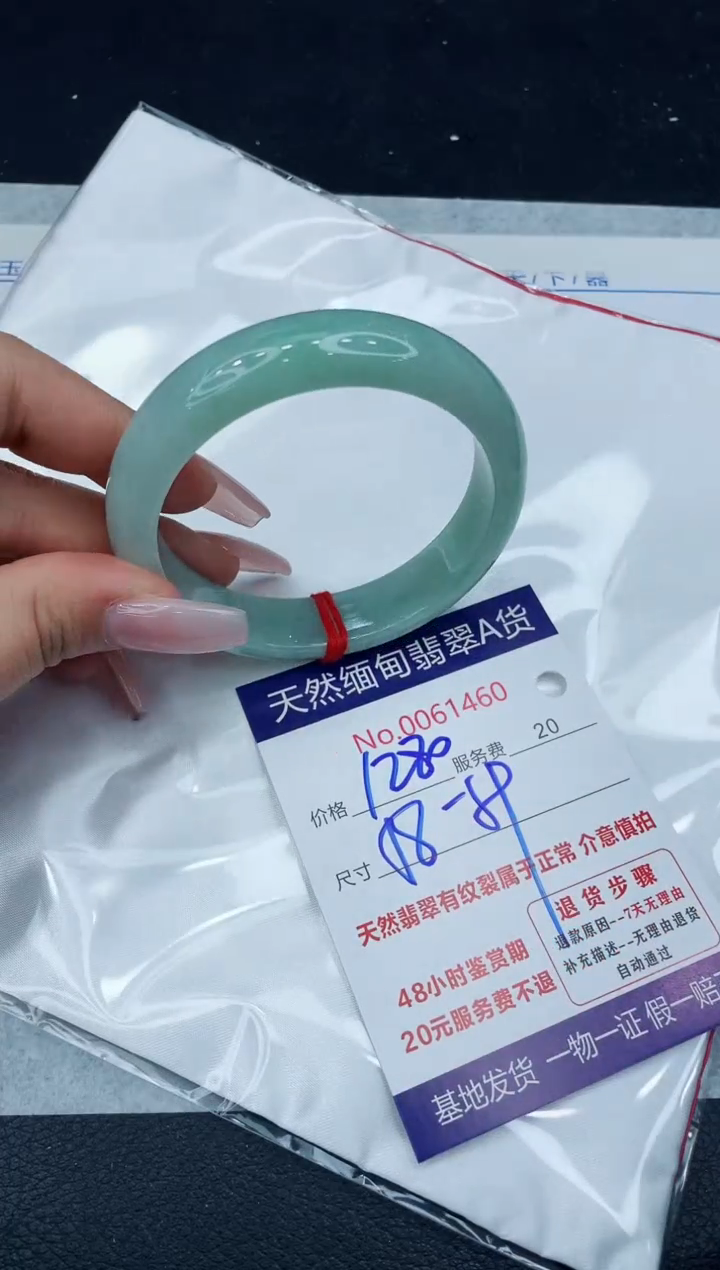 天然缅甸翡翠A货
No.0061460
价格 1280 服务费 20
尺寸
天然翡翠有纹裂属于正常 介意慎拍
退货步骤
退款原因--7天无理由
补充描述--无理由退货
自动通过
48小时鉴赏期
20元服务费不退
基地发货 一物一证 假一赔